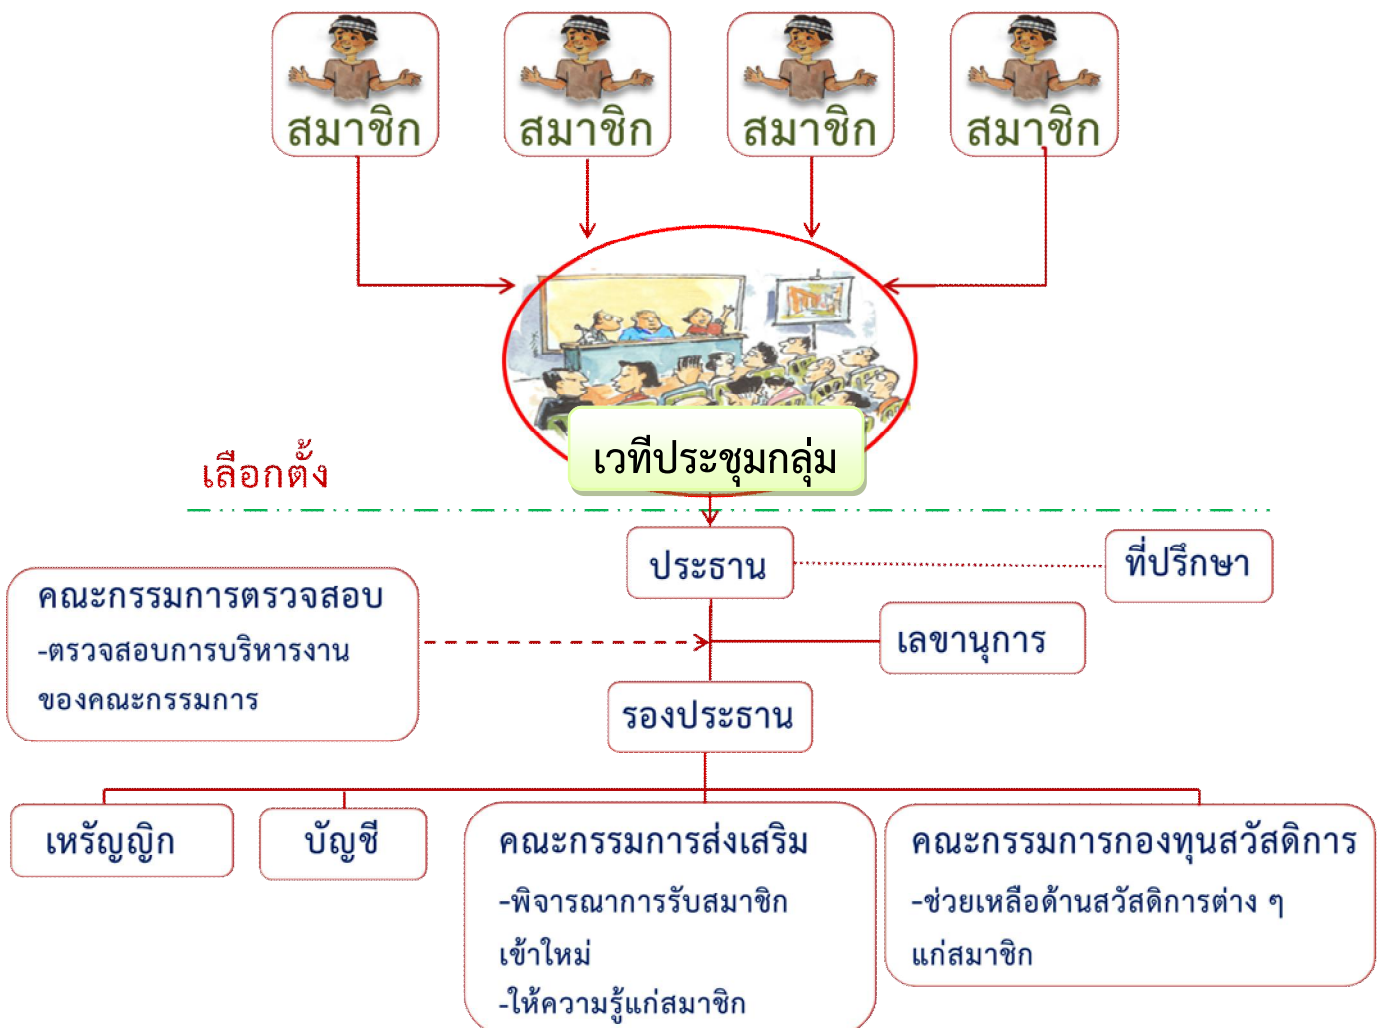 สมาชิก
สมาชิก
สมาชิก
สมาชิก
เวทีประชุมกลุ่ม
เลือกตั้ง
ประธาน
ที่ปรึกษา
คณะกรรมการตรวจสอบ
-ตรวจสอบการบริหารงาน
ของคณะกรรมการ
เลขานุการ
รองประธาน
เหรัญญิก
บัญชี
คณะกรรมการส่งเสริม
-พิจารณาการรับสมาชิก
เข้าใหม่
-ให้ความรู้แก่สมาชิก
คณะกรรมการกองทุนสวัสดิการ
-ช่วยเหลือด้านสวัสดิการต่าง ๆ
แก่สมาชิก